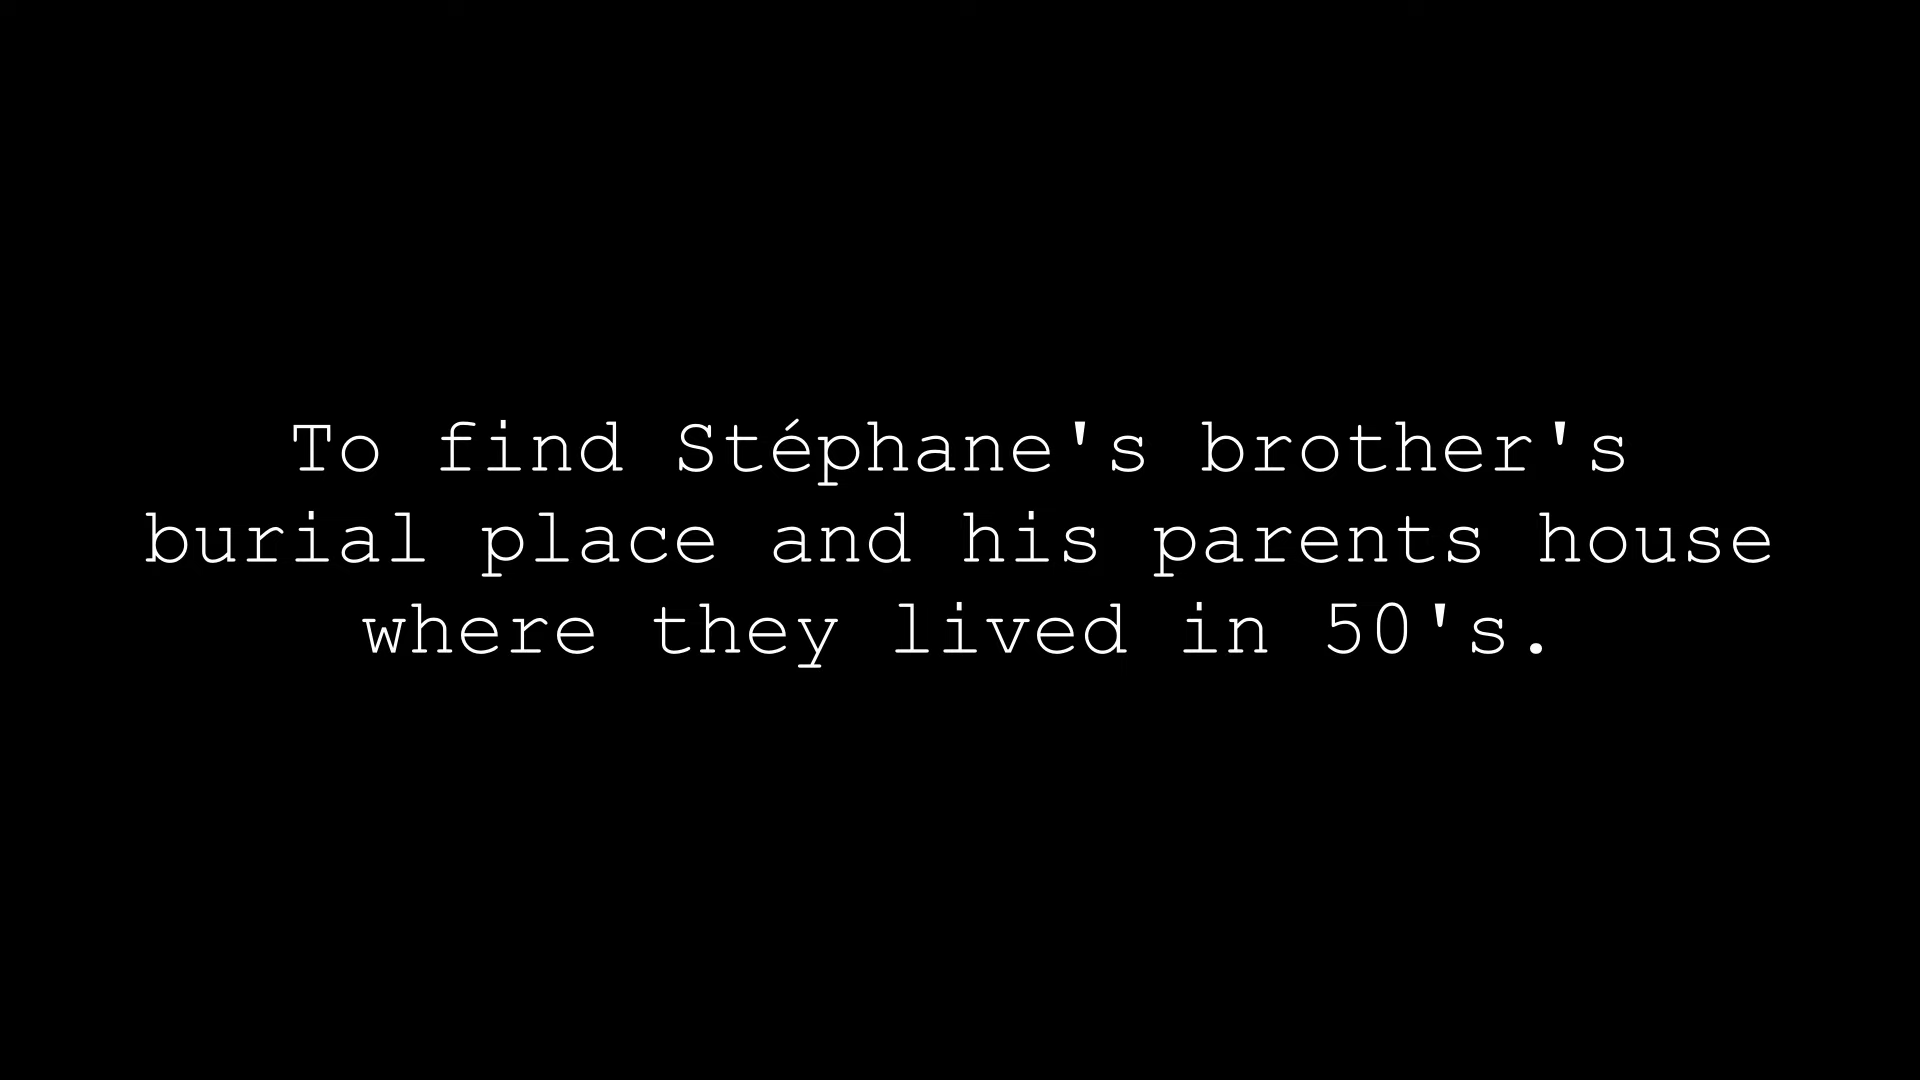 To find Stéphane's brother's
burial place and his parents house
where they lived in 50's.